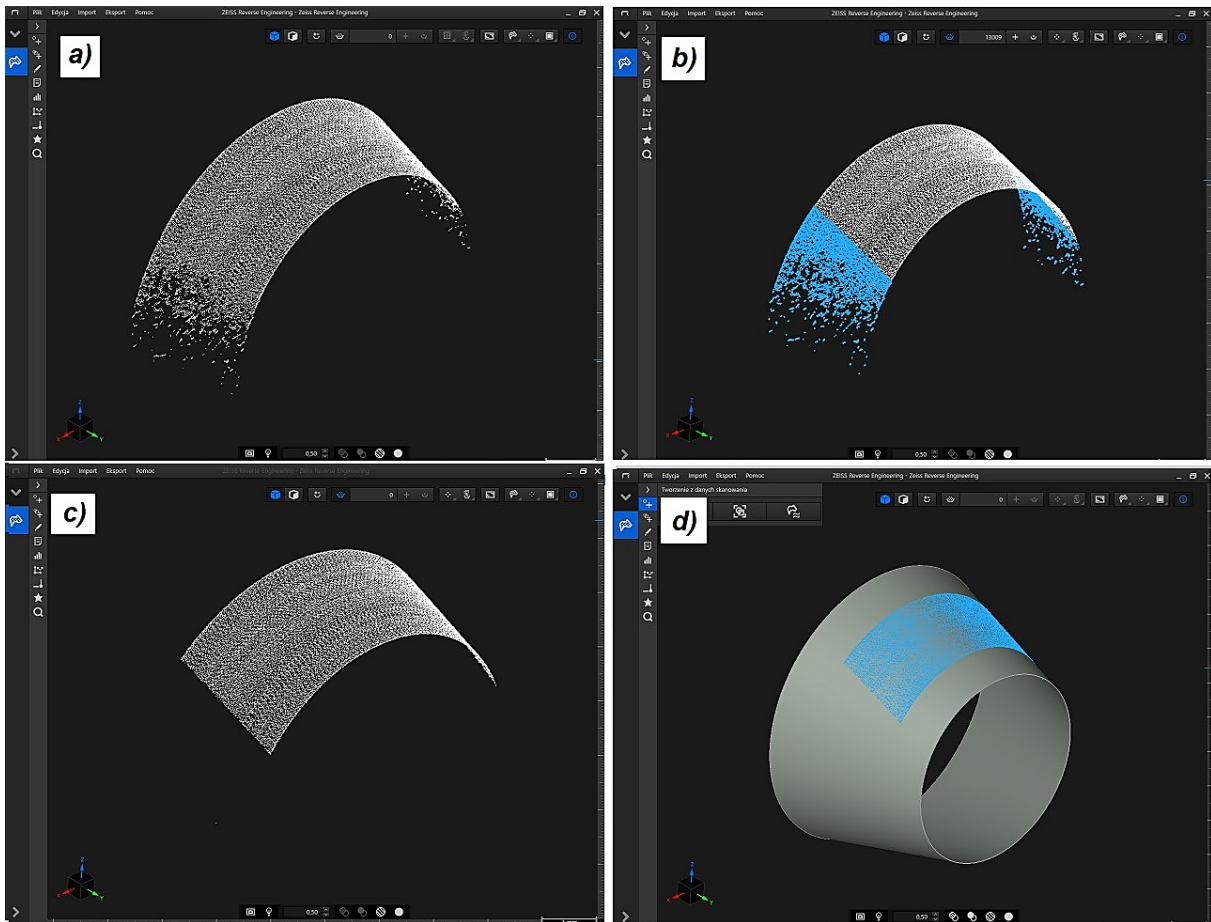 Plik Edycja Import Eksport Pomoc ZEISS Reverse Engineering - Zeiss Reverse Engineering
0
a)
X Y Z
0,50
Plik Edycja Import Eksport Pomoc ZEISS Reverse Engineering - Zeiss Reverse Engineering
13009
b)
X Y Z
0,50
Plik Edycja Import Eksport Pomoc ZEISS Reverse Engineering - Zeiss Reverse Engineering
0
c)
X Y Z
0,50
Plik Edycja Import Eksport Pomoc ZEISS Reverse Engineering - Zeiss Reverse Engineering
Tworzenie z danych skanowania
0
d)
X Y Z
0,50